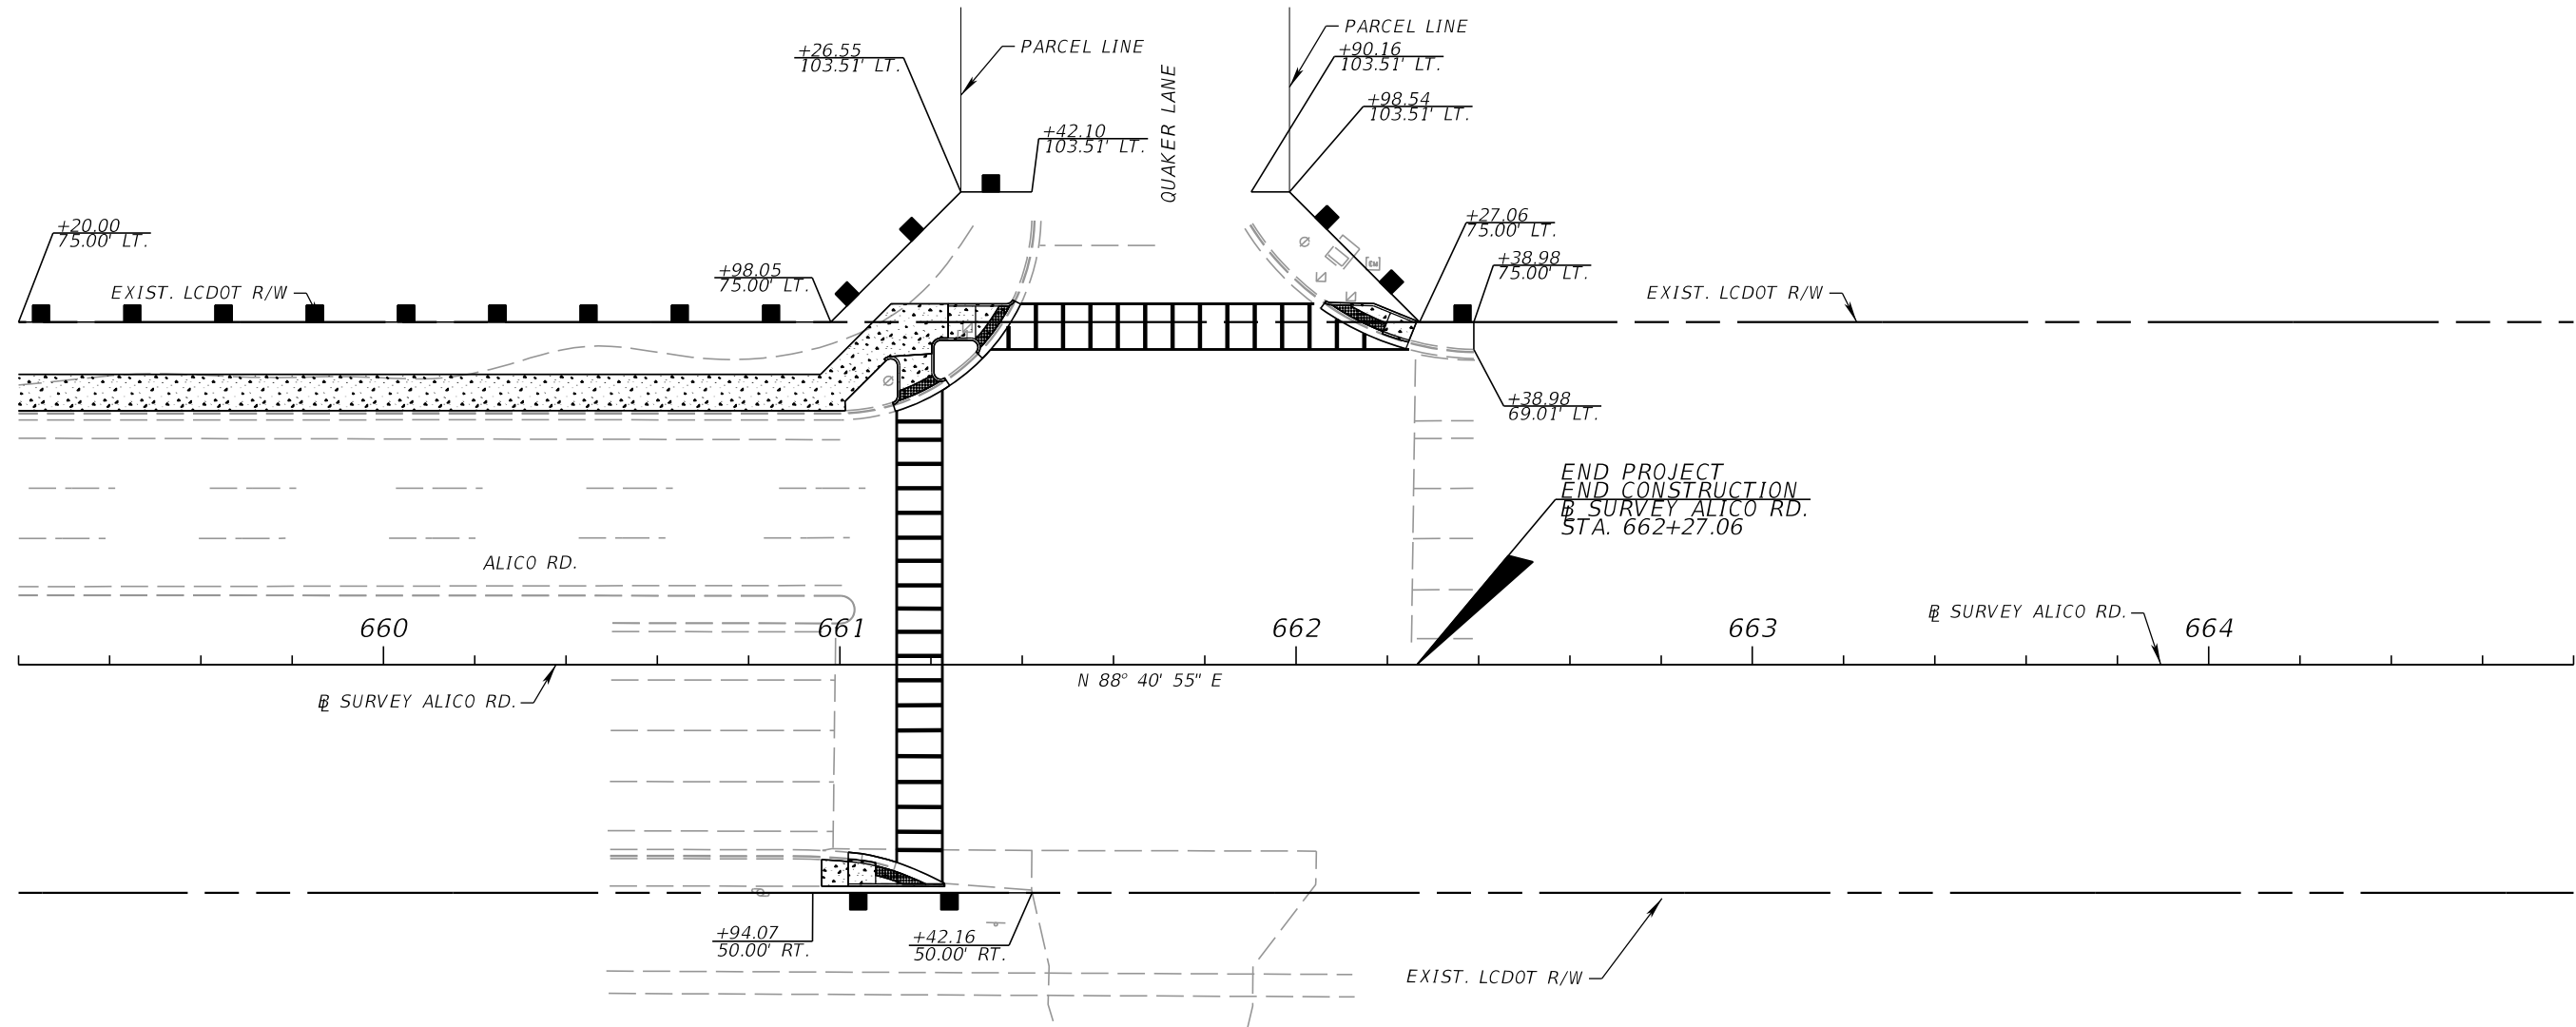 PARCEL LINE
+26.55
103.51' LT.
PARCEL LINE
+90.16
103.51' LT.
+98.54
103.51' LT.
+42.10
103.51' LT.
QUAKER LANE
+20.00
75.00' LT.
EXIST. LCDOT R/W
+98.05
75.00' LT.
+27.06
75.00' LT.
+38.98
75.00' LT.
EM
EXIST. LCDOT R/W
+38.98
69.01' LT.
END PROJECT
END CONSTRUCTION
BL SURVEY ALICO RD.
STA. 662+27.06
ALICO RD.
660
661
662
663
664
BL SURVEY ALICO RD.
BL SURVEY ALICO RD.
N 88° 40' 55" E
+94.07
50.00' RT.
+42.16
50.00' RT.
EXIST. LCDOT R/W